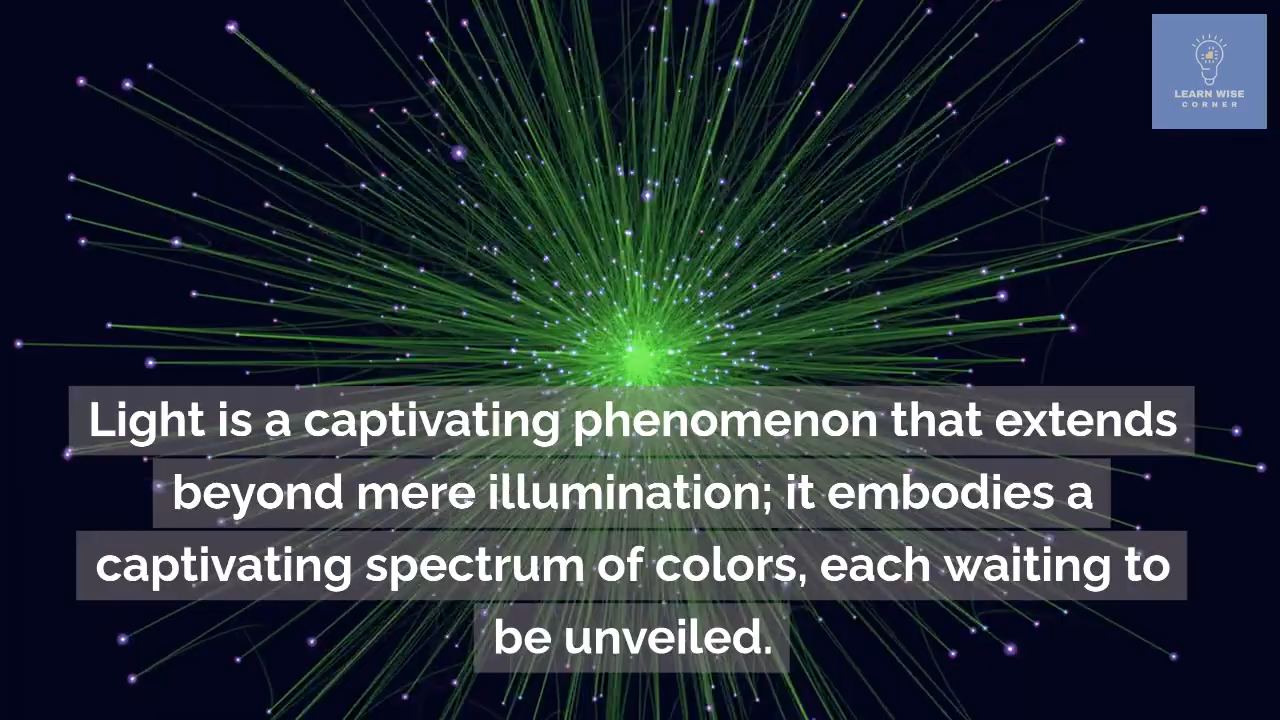 LEARN WISE
CORNER
Light is a captivating phenomenon that extends
beyond mere illumination; it embodies a
captivating spectrum of colors, each waiting to
be unveiled.